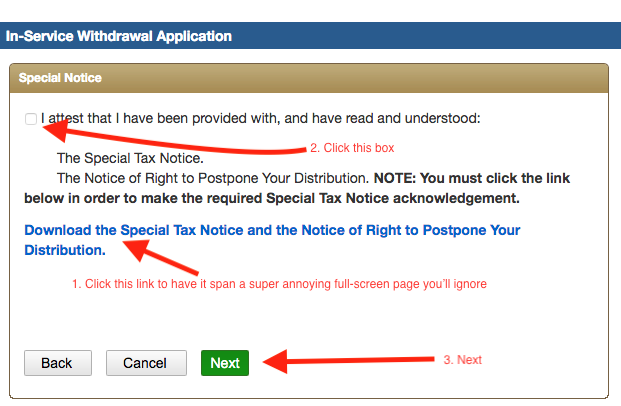 In-Service Withdrawal Application
Special Notice
I attest that I have been provided with, and have read and understood:
2. Click this box
The Special Tax Notice.
The Notice of Right to Postpone Your Distribution. NOTE: You must click the link
below in order to make the required Special Tax Notice acknowledgement.
Download the Special Tax Notice and the Notice of Right to Postpone Your
Distribution.
1. Click this link to have it span a super annoying full-screen page you'll ignore
Back Cancel Next 3. Next